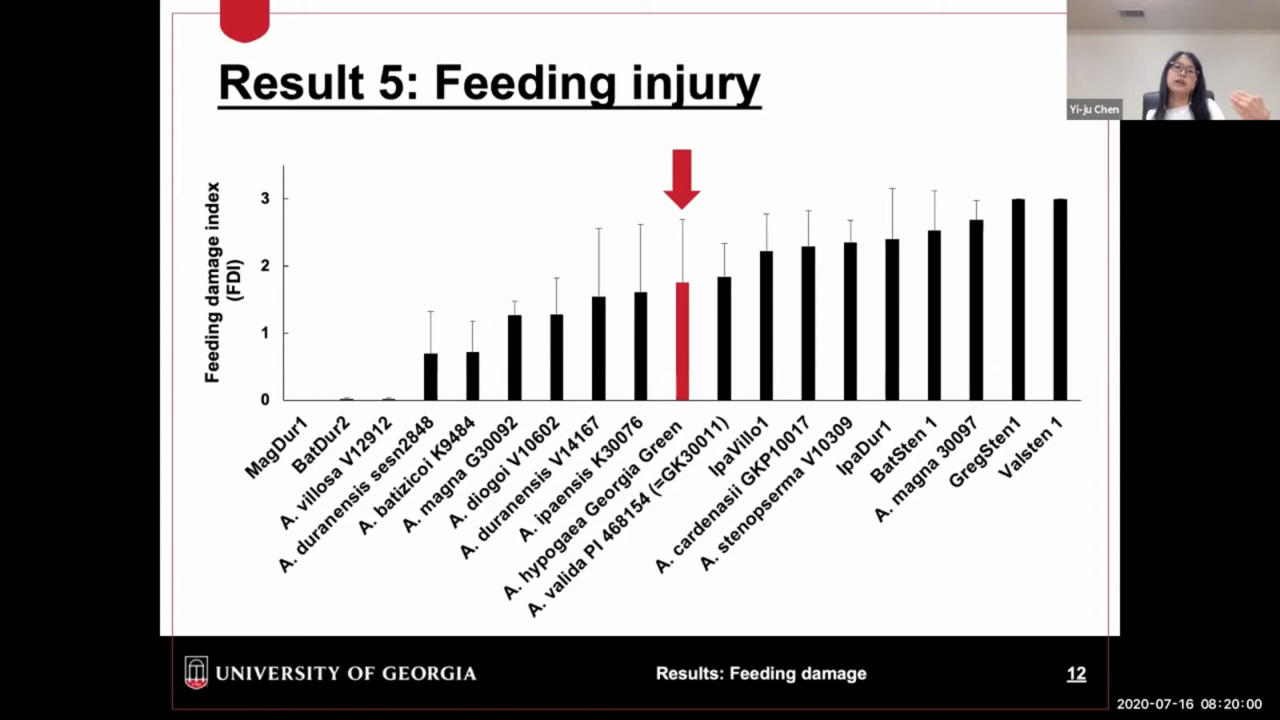 Result 5: Feeding injury
Yi-ju Chen
Feeding damage index
(FDI)
3
2
1
0
MagDur1
BatDur2
A. villosa V12912
A. duranensis sesn2848
A. batizicoi K9484
A. magna G30092
A. diogoi V10602
A. duranensis V14167
A. ipaensis K30076
A. hypogaea Georgia Green
A. valida PI 468154 (=GK30011)
IpaVillo1
A. cardenasii GKP10017
A. stenopserma V10309
IpaDur1
BatSten 1
A. magna 30097
GregSten1
Valsten 1
UNIVERSITY OF GEORGIA
Results: Feeding damage
12
2020-07-16 08:20:00